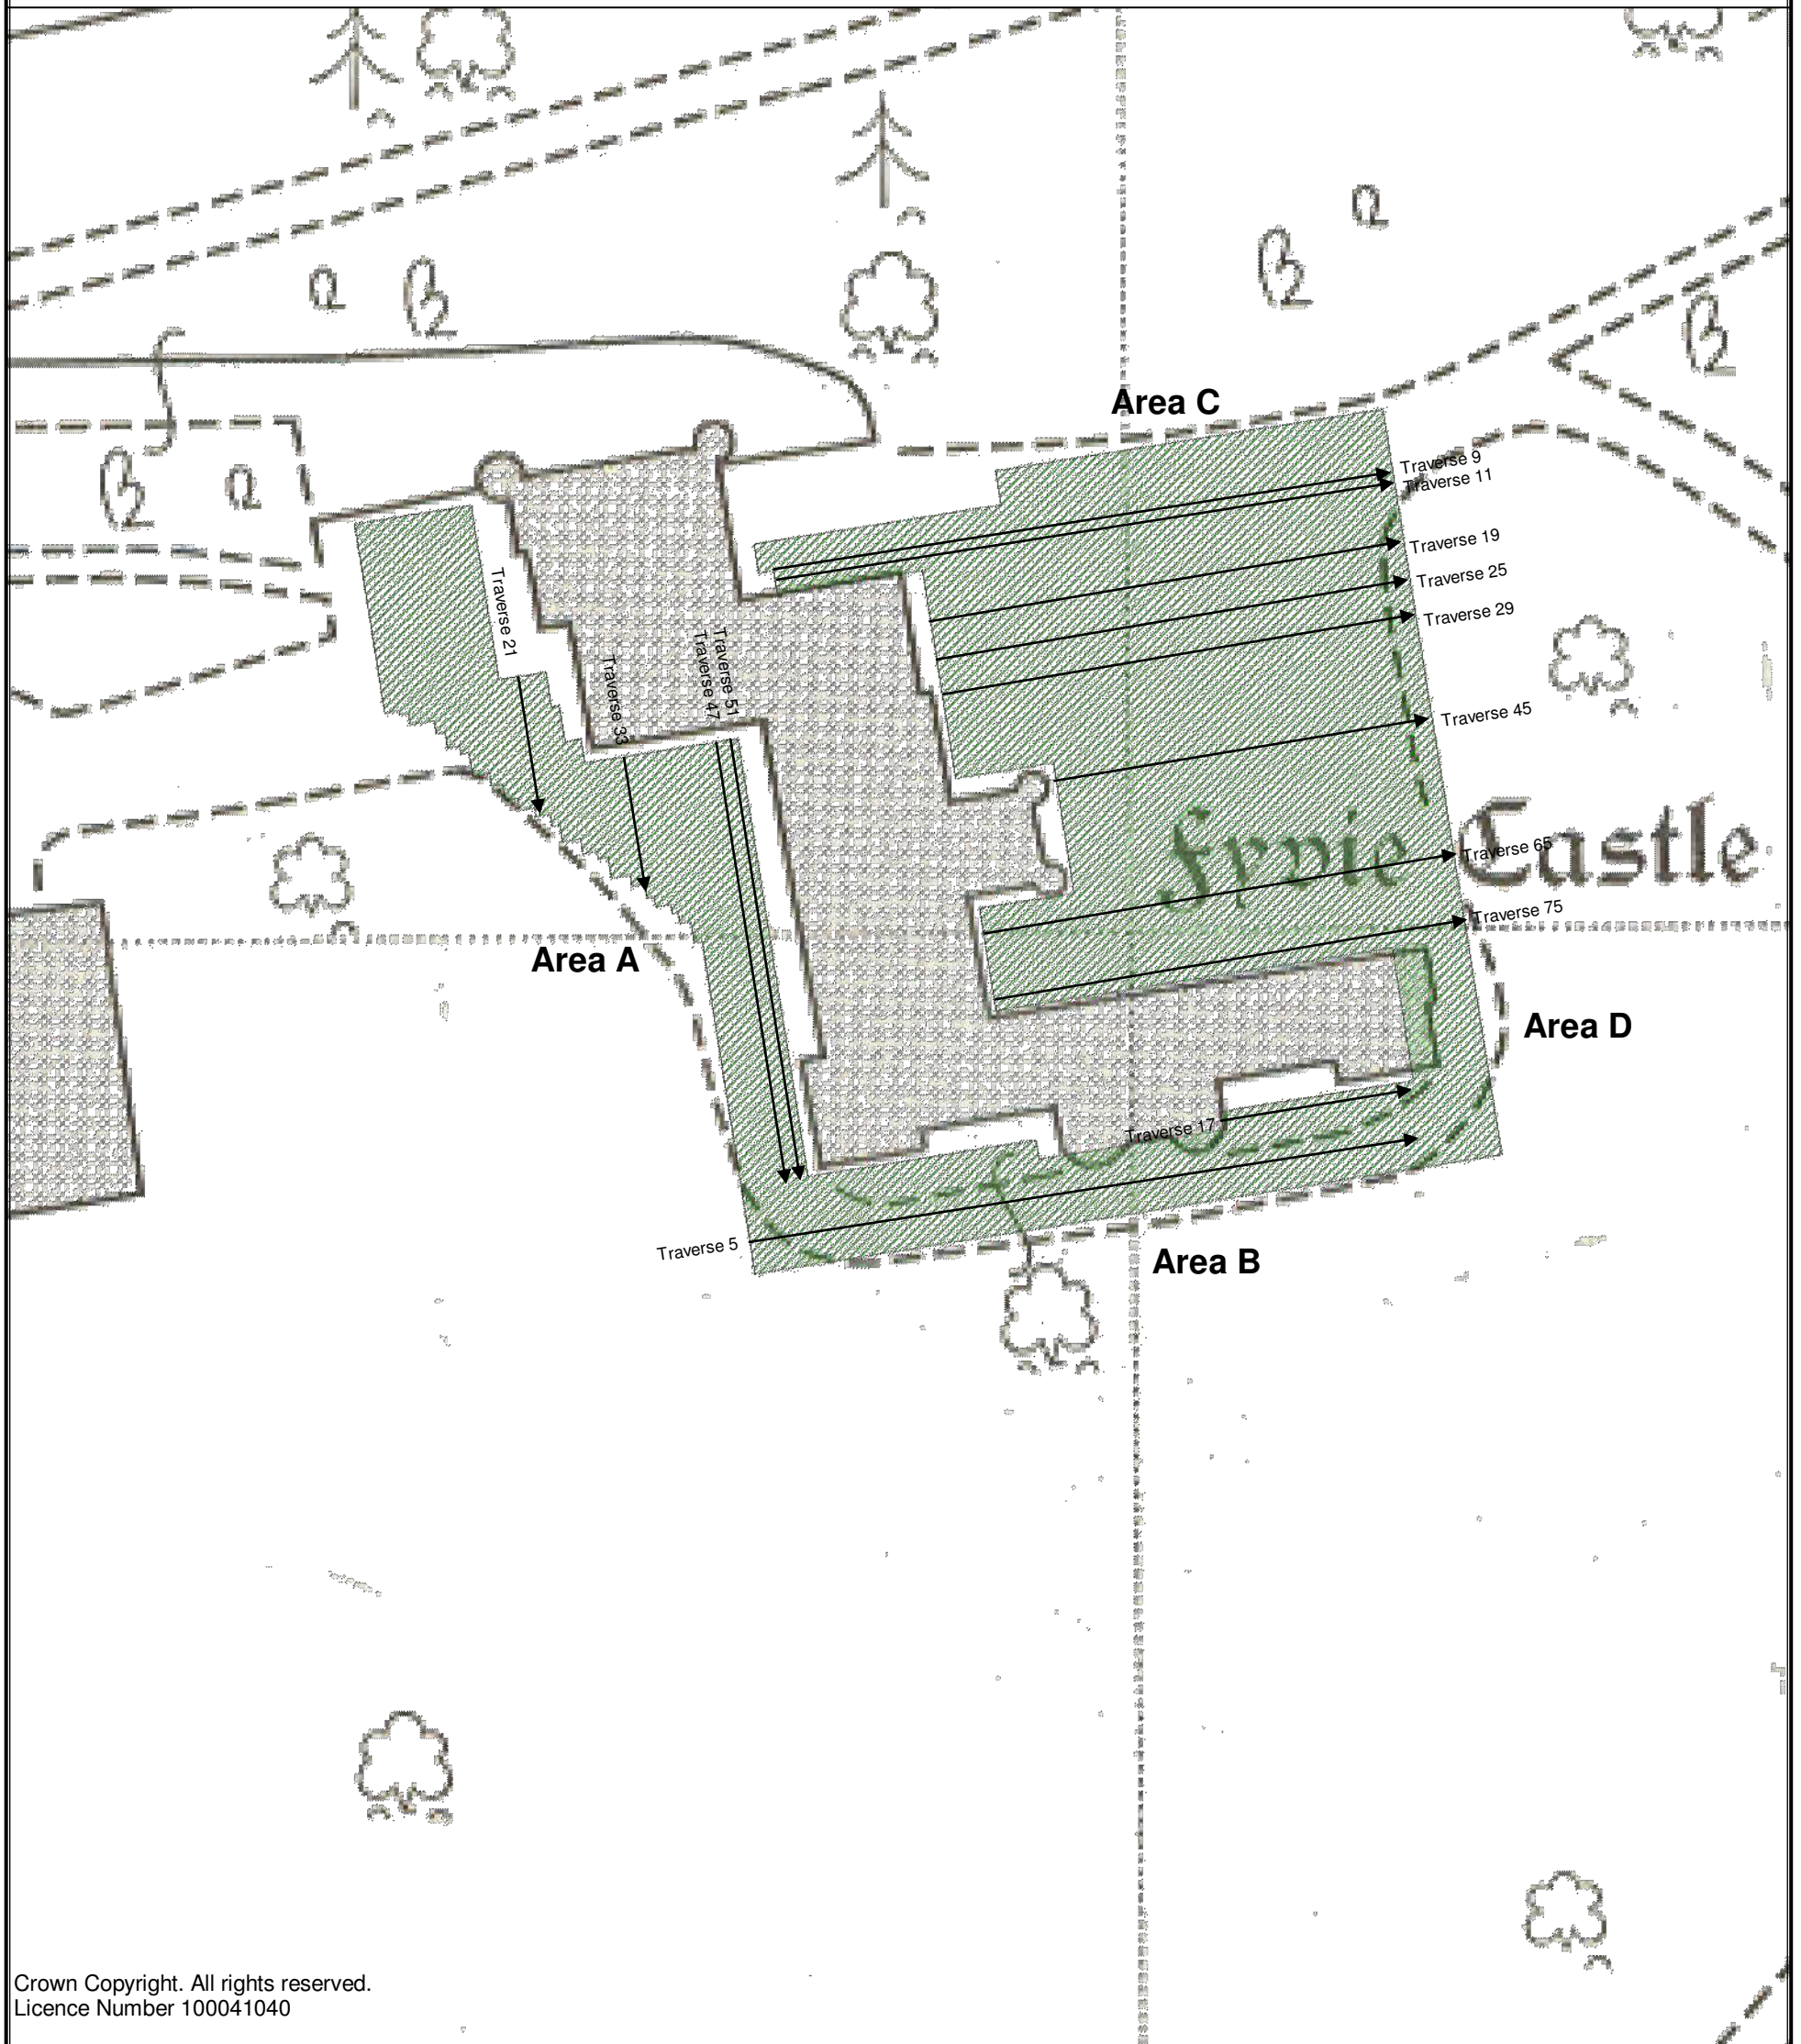 Area C
Traverse 9
Traverse 11
Traverse 19
Traverse 25
Traverse 29
Traverse 21
Traverse 33
Traverse 47
Traverse 51
Traverse 45
Castle
Traverse 65
Traverse 75
Area A
Area D
Traverse 17
Traverse 5
Area B
Crown Copyright. All rights reserved.
Licence Number 100041040